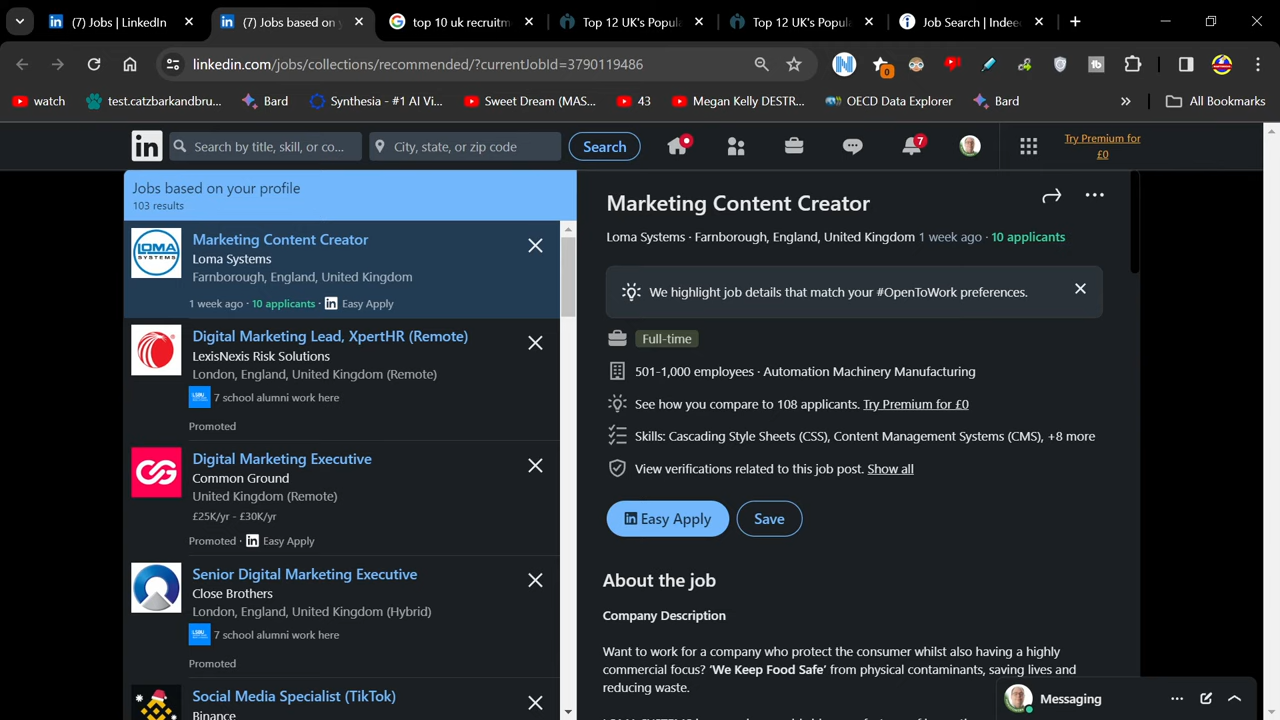 (7) Jobs | LinkedIn
(7) Jobs based on y
top 10 uk recruitm
Top 12 UK's Popula
Top 12 UK's Popula
Job Search | Indee
linkedin.com/jobs/collections/recommended/?currentJobId=3790119486
0
watch
test.catzbarkandbru...
Bard
Synthesia - #1 AI Vi...
Sweet Dream (MAS...
43
Megan Kelly DESTR...
OECD Data Explorer
Bard
All Bookmarks
in
Search by title, skill, or co...
City, state, or zip code
Search
7
Try Premium for
£0
Jobs based on your profile
103 results
LOMA
SYSTEMS
Marketing Content Creator
Loma Systems
Farnborough, England, United Kingdom
1 week ago · 10 applicants · in Easy Apply
Digital Marketing Lead, XpertHR (Remote)
LexisNexis Risk Solutions
London, England, United Kingdom (Remote)
LSBU 7 school alumni work here
Promoted
Digital Marketing Executive
Common Ground
United Kingdom (Remote)
£25K/yr - £30K/yr
Promoted · in Easy Apply
Senior Digital Marketing Executive
Close Brothers
London, England, United Kingdom (Hybrid)
LSBU 7 school alumni work here
Promoted
Social Media Specialist (TikTok)
Binance
Marketing Content Creator
Loma Systems · Farnborough, England, United Kingdom 1 week ago · 10 applicants
We highlight job details that match your #OpenToWork preferences.
Full-time
501-1,000 employees · Automation Machinery Manufacturing
See how you compare to 108 applicants. Try Premium for £0
Skills: Cascading Style Sheets (CSS), Content Management Systems (CMS), +8 more
View verifications related to this job post. Show all
in Easy Apply
Save
About the job
Company Description
Want to work for a company who protect the consumer whilst also having a highly
commercial focus? 'We Keep Food Safe' from physical contaminants, saving lives and
reducing waste.
Messaging